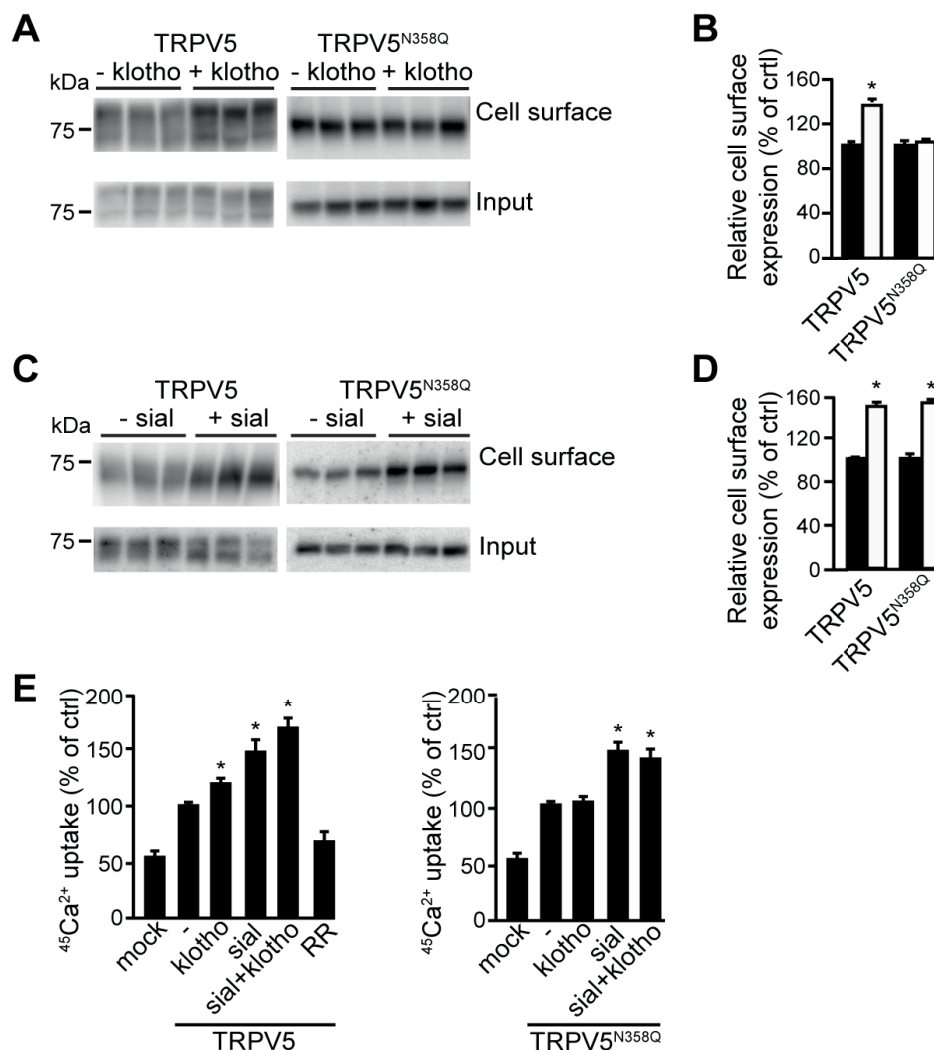 A
TRPV5
TRPV5N358Q
- klotho + klotho
- klotho + klotho
kDa
75
Cell surface
75
Input
B
Relative cell surface
expression (% of crtl)
160
120
80
40
0
*
TRPV5
TRPV5N358Q
C
TRPV5
TRPV5N358Q
- sial
+ sial
- sial
+ sial
kDa
75
Cell surface
75
Input
D
Relative cell surface
expression (% of ctrl)
160
120
80
40
0
*
*
TRPV5
TRPV5N358Q
E
45Ca2+ uptake (% of ctrl)
200
150
100
50
0
*
*
*
mock
-
klotho
sial
sial+klotho
RR
TRPV5
45Ca2+ uptake (% of ctrl)
200
150
100
50
0
*
*
mock
-
klotho
sial
sial+klotho
TRPV5N358Q